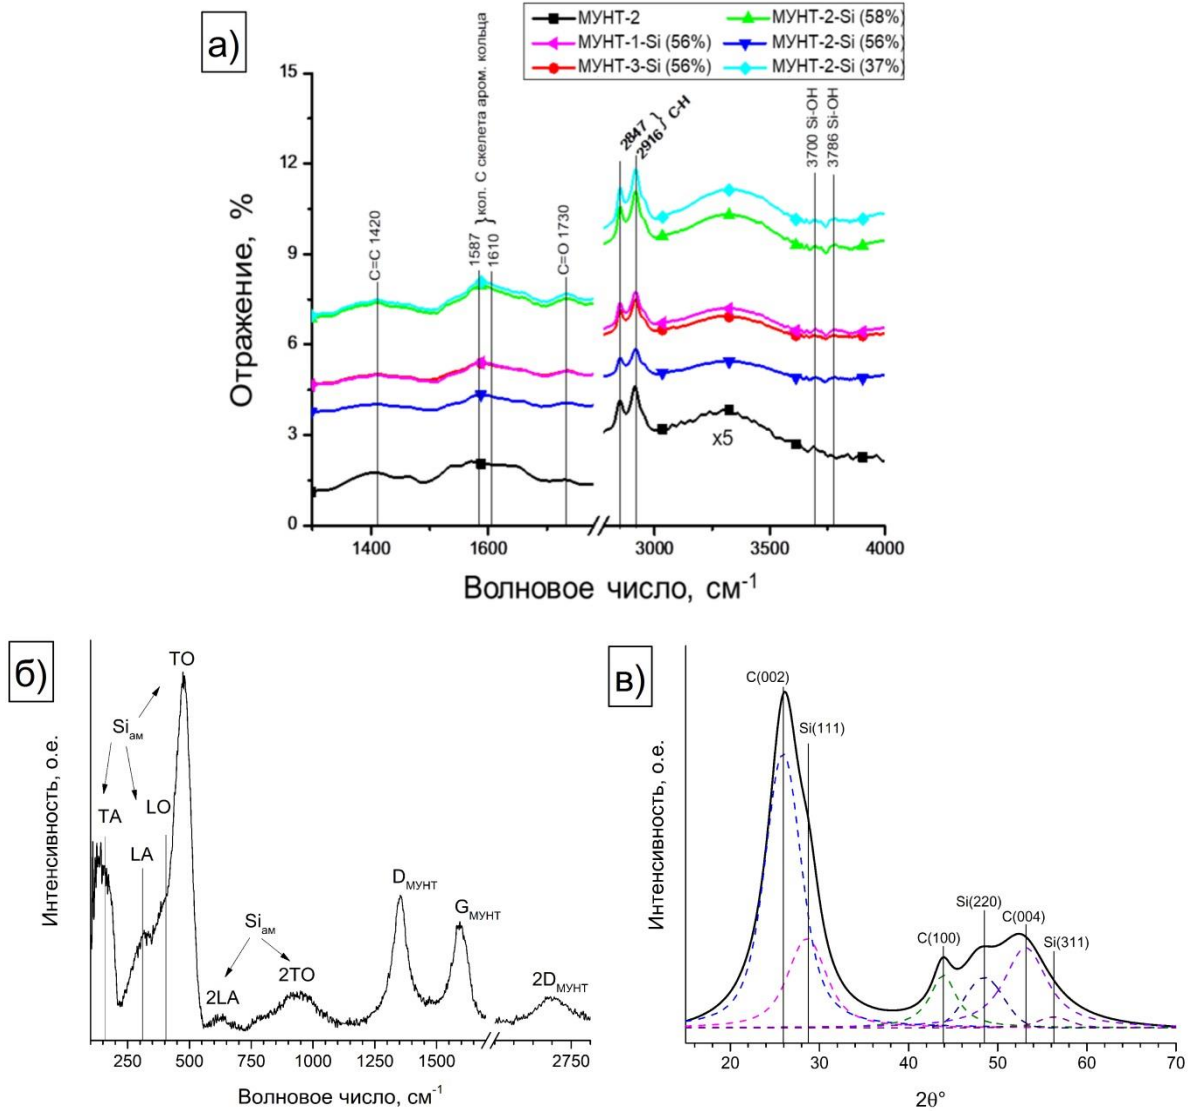 а)
МУНТ-2
МУНТ-2-Si (58%)
МУНТ-1-Si (56%)
МУНТ-2-Si (56%)
МУНТ-3-Si (56%)
МУНТ-2-Si (37%)
Отражение, %
15
12
9
6
3
0
C=C 1420
1587
1610
}кол. С скелета аром. кольца
C=O 1730
2847
2916
} C-H
3700 Si-OH
3786 Si-OH
x5
1400
1600
3000
3500
4000
Волновое число, см-1
б)
Интенсивность, о.е.
TO
Siам
TA
LO
LA
Siам
2LA
2TO
DМУНТ
GМУНТ
2DМУНТ
250
500
750
1000
1250
1500
2750
Волновое число, см-1
в)
Интенсивность, о.е.
C(002)
Si(111)
C(100)
Si(220)
C(004)
Si(311)
20
30
40
50
60
70
2θ°